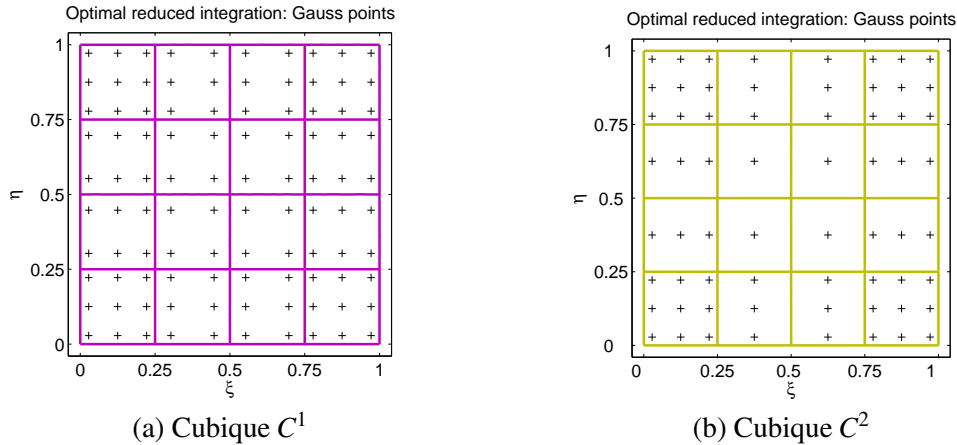 Optimal reduced integration: Gauss points
1
0.75
0.5
0.25
0
η
0 0.25 0.5 0.75 1
ξ
(a) Cubique C¹
Optimal reduced integration: Gauss points
1
0.75
0.5
0.25
0
η
0 0.25 0.5 0.75 1
ξ
(b) Cubique C²